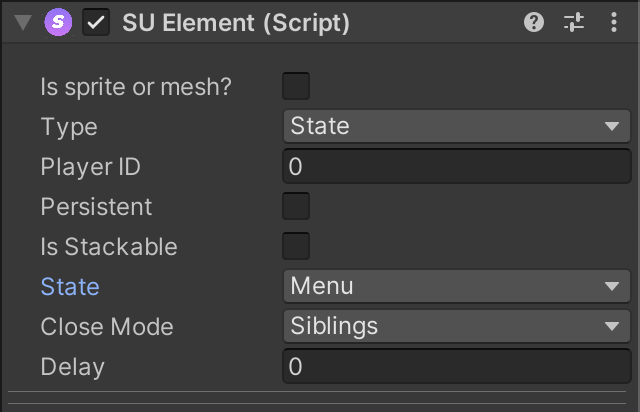 SU Element (Script)
Is sprite or mesh?
Type State
Player ID 0
Persistent
Is Stackable
State Menu
Close Mode Siblings
Delay 0